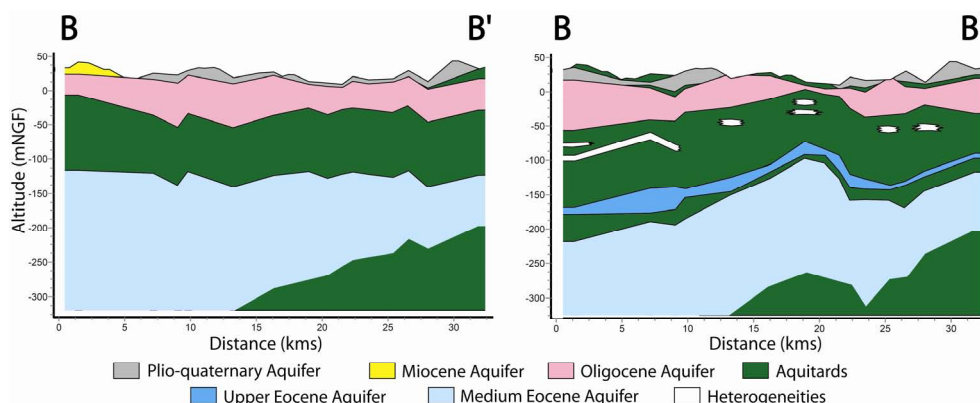 B B' B B
50
0
-50
-100
-150
-200
-250
-300
Altitude (mNGF)
0 5 10 15 20 25 30
Distance (kms)
50
0
-50
-100
-150
-200
-250
-300
0 5 10 15 20 25 30
Distance (kms)
Plio-quaternary Aquifer Miocene Aquifer Oligocene Aquifer Aquitards
Upper Eocene Aquifer Medium Eocene Aquifer Heterogeneities